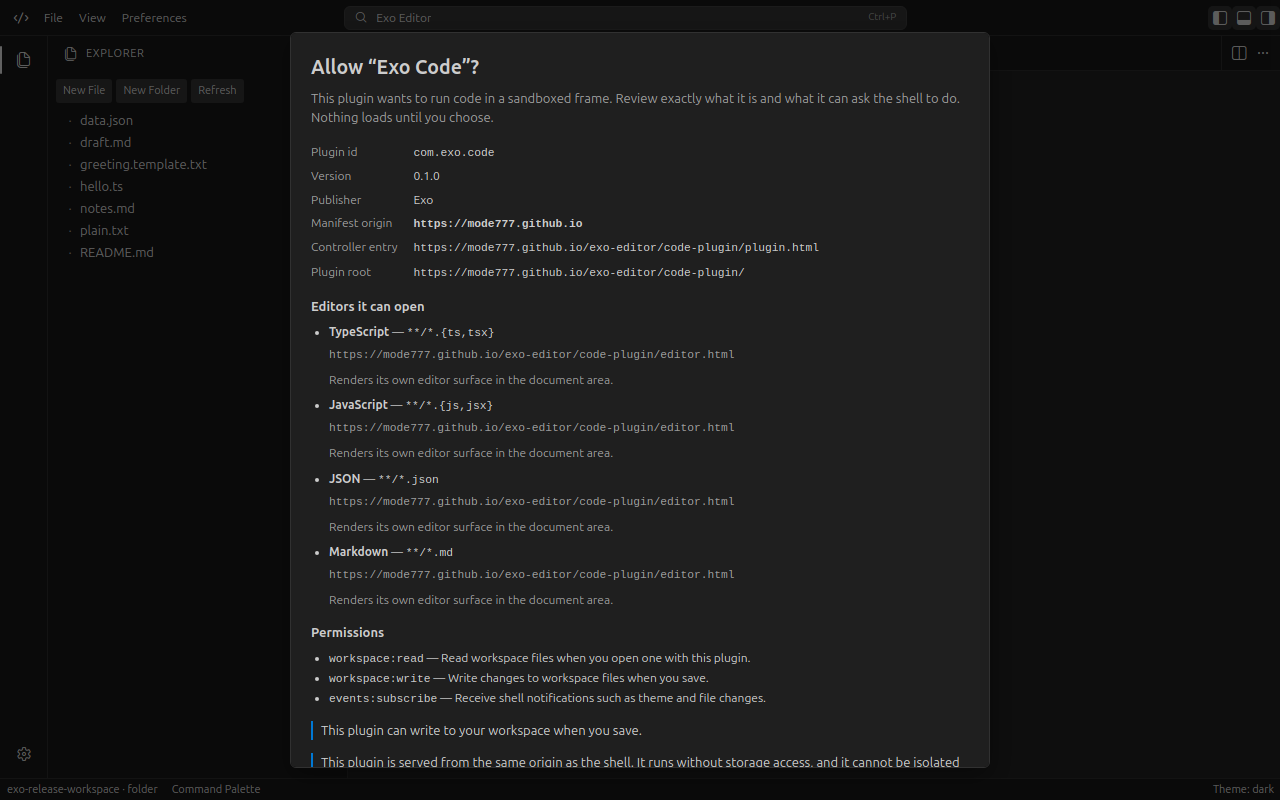 </> File View Preferences Exo Editor Ctrl+P
EXPLORER
New File New Folder Refresh
data.json
draft.md
greeting.template.txt
hello.ts
notes.md
plain.txt
README.md
Allow “Exo Code”?
This plugin wants to run code in a sandboxed frame. Review exactly what it is and what it can ask the shell to do.
Nothing loads until you choose.
Plugin id com.exo.code
Version 0.1.0
Publisher Exo
Manifest origin https://mode777.github.io
Controller entry https://mode777.github.io/exo-editor/code-plugin/plugin.html
Plugin root https://mode777.github.io/exo-editor/code-plugin/
Editors it can open
• TypeScript — **/*.{ts,tsx}
https://mode777.github.io/exo-editor/code-plugin/editor.html
Renders its own editor surface in the document area.
• JavaScript — **/*.{js,jsx}
https://mode777.github.io/exo-editor/code-plugin/editor.html
Renders its own editor surface in the document area.
• JSON — **/*.json
https://mode777.github.io/exo-editor/code-plugin/editor.html
Renders its own editor surface in the document area.
• Markdown — **/*.md
https://mode777.github.io/exo-editor/code-plugin/editor.html
Renders its own editor surface in the document area.
Permissions
• workspace:read — Read workspace files when you open one with this plugin.
• workspace:write — Write changes to workspace files when you save.
• events:subscribe — Receive shell notifications such as theme and file changes.
This plugin can write to your workspace when you save.
This plugin is served from the same origin as the shell. It runs without storage access, and it cannot be isolated
exo-release-workspace · folder Command Palette Theme: dark